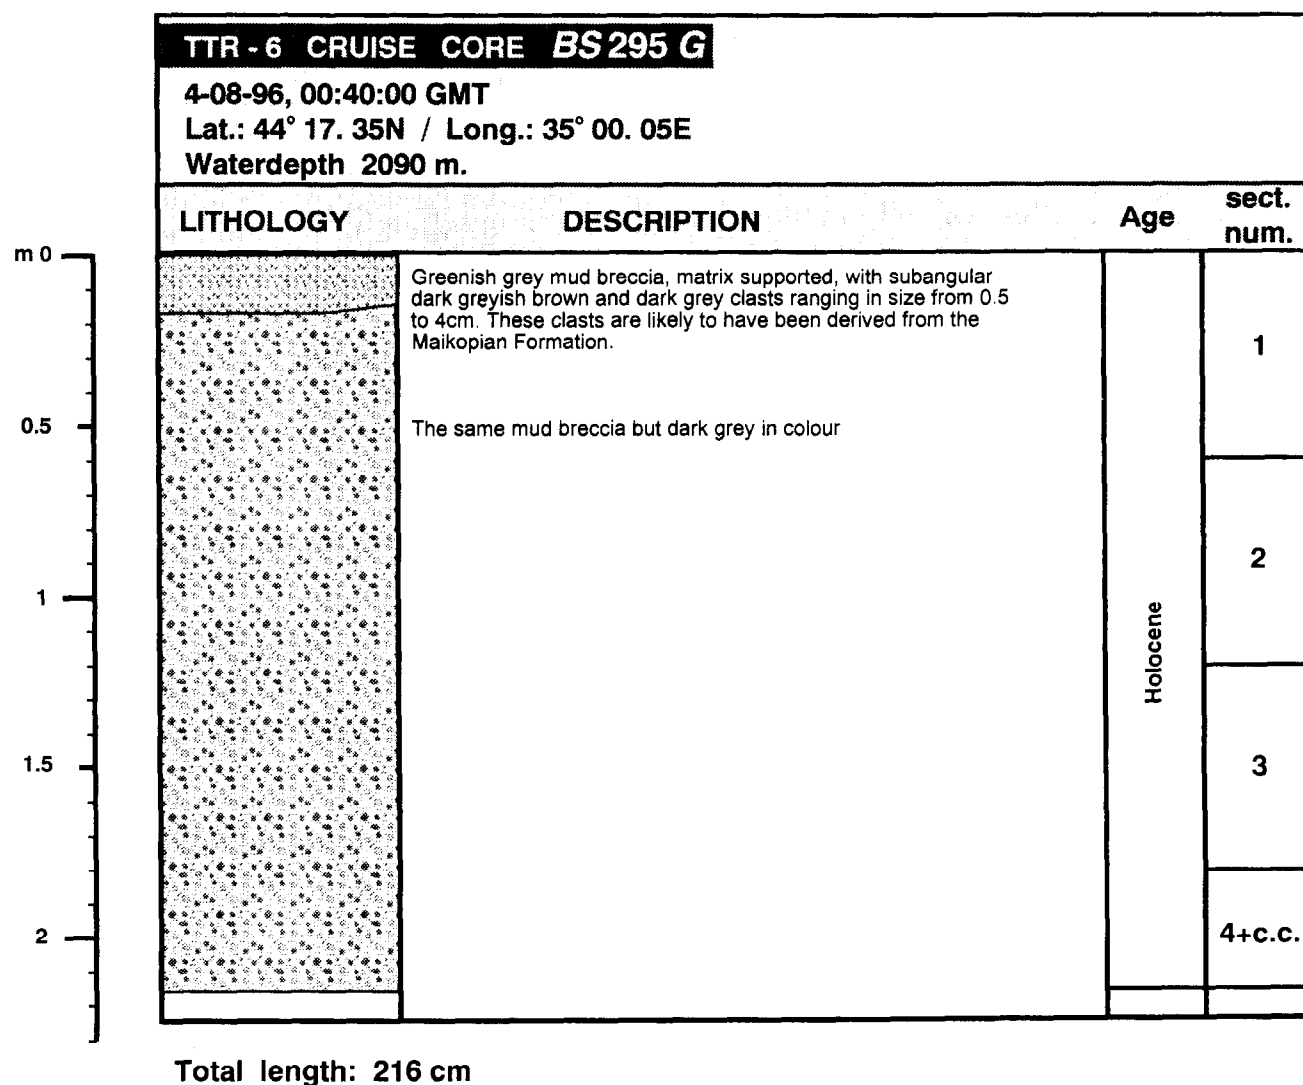 TTR - 6 CRUISE CORE BS 295 G
4-08-96, 00:40:00 GMT
Lat.: 44° 17. 35N / Long.: 35° 00. 05E
Waterdepth 2090 m.
LITHOLOGY DESCRIPTION Age sect. num.
m 0
Greenish grey mud breccia, matrix supported, with subangular
dark greyish brown and dark grey clasts ranging in size from 0.5
to 4cm. These clasts are likely to have been derived from the
Maikopian Formation.
1
0.5
The same mud breccia but dark grey in colour
2
1
Holocene
1.5
3
2
4+c.c.
Total length: 216 cm